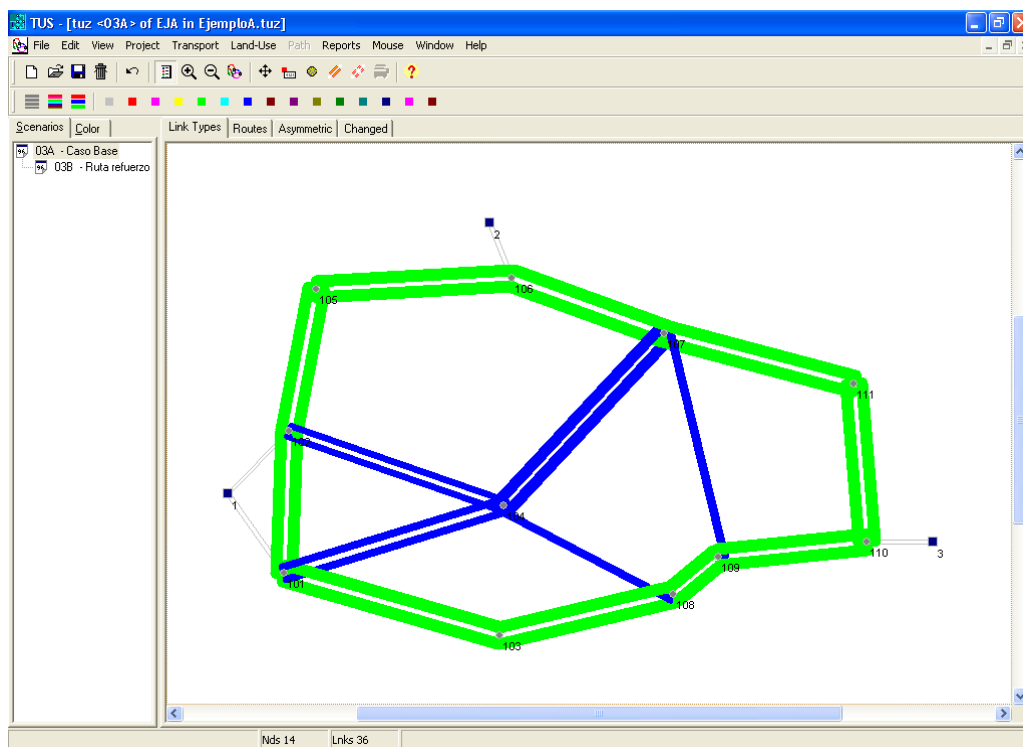 TUS - [tuz <03A> of EJA in EjemploA.tuz]
File Edit View Project Transport Land-Use Path Reports Mouse Window Help
Scenarios Color
Link Types Routes Asymmetric Changed
03A - Caso Base
03B - Ruta refuerzo
2
106
105
107
111
102
1
104
110
3
109
101
108
103
Nds 14 Lnks 36